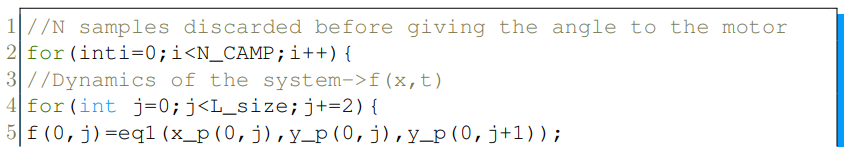 1 //N samples discarded before giving the angle to the motor
2 for(inti=0;i<N_CAMP;i++){
3 //Dynamics of the system->f(x,t)
4 for(int j=0;j<L_size;j+=2){
5 f(0,j)=eq1(x_p(0,j),y_p(0,j),y_p(0,j+1));